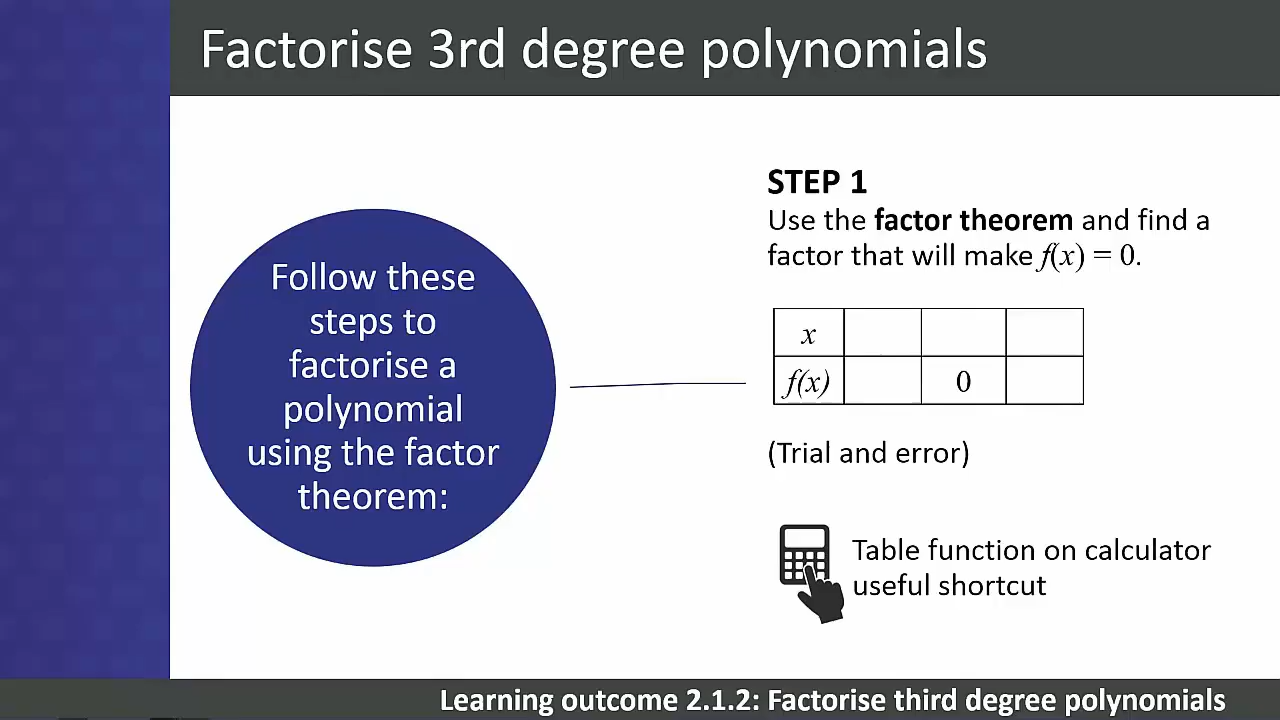 Factorise 3rd degree polynomials
Follow these
steps to
factorise a
polynomial
using the factor
theorem:
STEP 1
Use the factor theorem and find a
factor that will make f(x) = 0.
x
f(x) 0
(Trial and error)
Table function on calculator
useful shortcut
Learning outcome 2.1.2: Factorise third degree polynomials